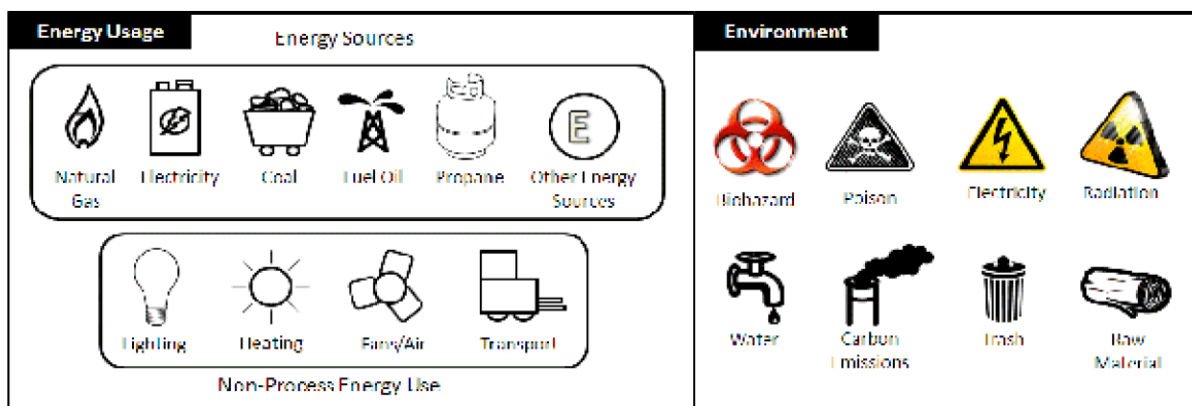 Energy Usage
Energy Sources
E
Natural
Gas
Electricity
Coal
Fuel Oil
Propane
Other Energy
Sources
Lighting
Heating
Fans/Air
Transport
Non-Process Energy Use
Environment
Biohazard
Poison
Electricity
Radiation
Water
Carbon
Emissions
Trash
Raw
Material